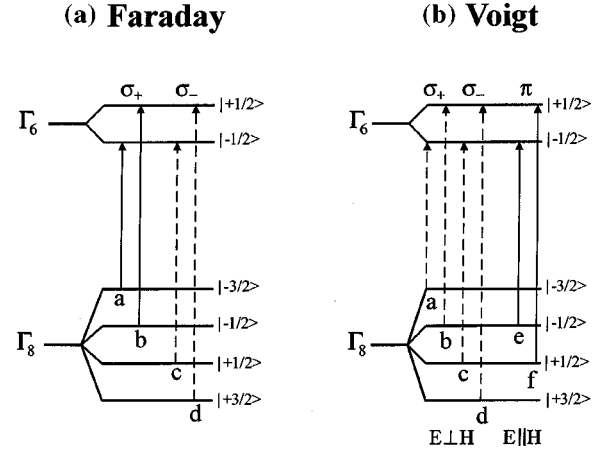 (a) Faraday
σ₊ σ₋
Γ₆
|+1/2>
|-1/2>
a
|-3/2>
b
|-1/2>
Γ₈
c
|+1/2>
d
|+3/2>
(b) Voigt
σ₊ σ₋ π
Γ₆
|+1/2>
|-1/2>
a
|-3/2>
b e
|-1/2>
Γ₈
c f
|+1/2>
d
|+3/2>
E⊥H E∥H